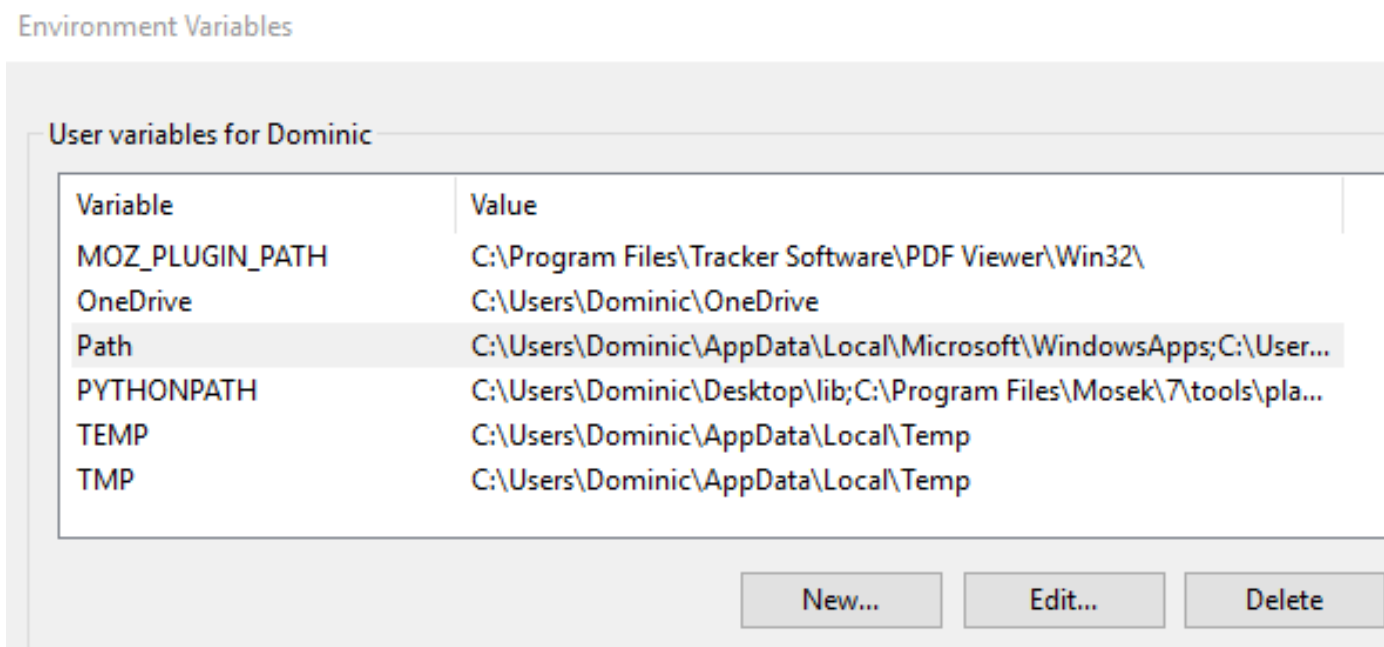 Environment Variables
User variables for Dominic
Variable Value
MOZ_PLUGIN_PATH C:\Program Files\Tracker Software\PDF Viewer\Win32\
OneDrive C:\Users\Dominic\OneDrive
Path C:\Users\Dominic\AppData\Local\Microsoft\WindowsApps;C:\User...
PYTHONPATH C:\Users\Dominic\Desktop\lib;C:\Program Files\Mosek\7\tools\pla...
TEMP C:\Users\Dominic\AppData\Local\Temp
TMP C:\Users\Dominic\AppData\Local\Temp
New... Edit... Delete